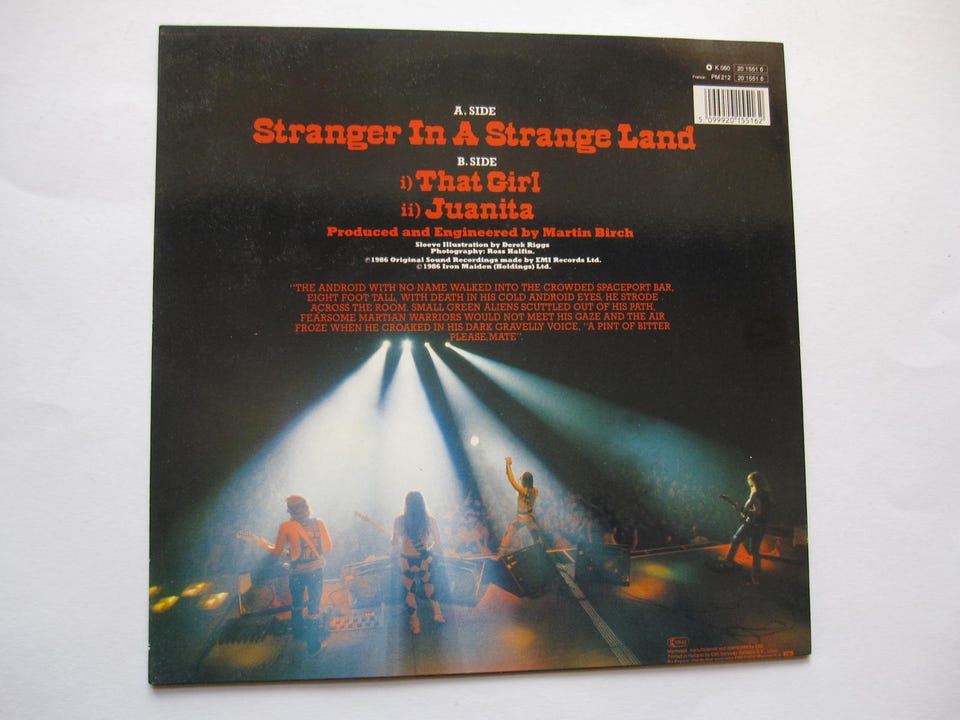 K 060 20 1551 6
France: PM 212 20 1551 6
5 099920 155162
A. SIDE
Stranger In A Strange Land
B. SIDE
i) That Girl
ii) Juanita
Produced and Engineered by Martin Birch
Sleeve Illustration by Derek Riggs
Photography: Ross Halfin.
℗1986 Original Sound Recordings made by EMI Records Ltd.
©1986 Iron Maiden (Holdings) Ltd.
"THE ANDROID WITH NO NAME WALKED INTO THE CROWDED SPACEPORT BAR,
EIGHT FOOT TALL, WITH DEATH IN HIS COLD ANDROID EYES, HE STRODE
ACROSS THE ROOM. SMALL GREEN ALIENS SCUTTLED OUT OF HIS PATH,
FEARSOME MARTIAN WARRIORS WOULD NOT MEET HIS GAZE AND THE AIR
FROZE WHEN HE CROAKED IN HIS DARK GRAVELLY VOICE, "A PINT OF BITTER
PLEASE,MATE".